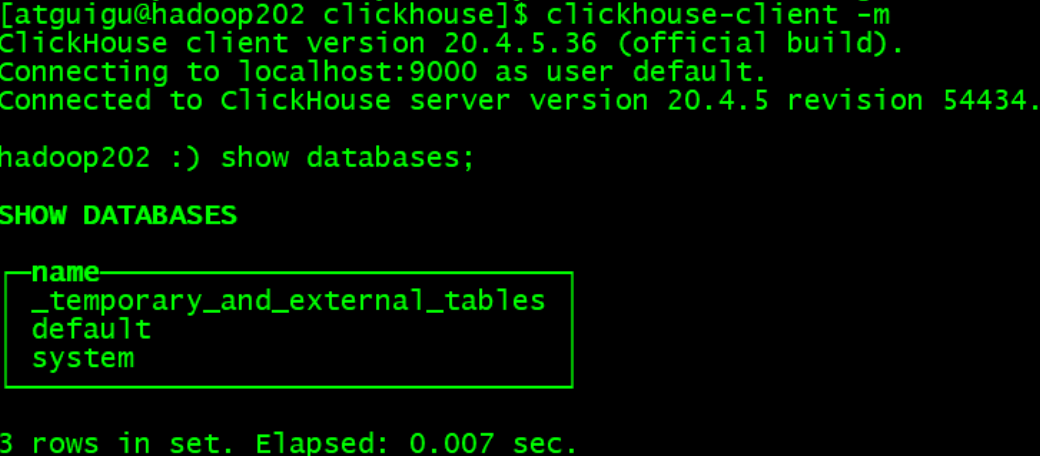 [atguigu@hadoop202 clickhouse]$ clickhouse-client -m
ClickHouse client version 20.4.5.36 (official build).
Connecting to localhost:9000 as user default.
Connected to ClickHouse server version 20.4.5 revision 54434.
hadoop202 :) show databases;
SHOW DATABASES
name
_temporary_and_external_tables
default
system
3 rows in set. Elapsed: 0.007 sec.